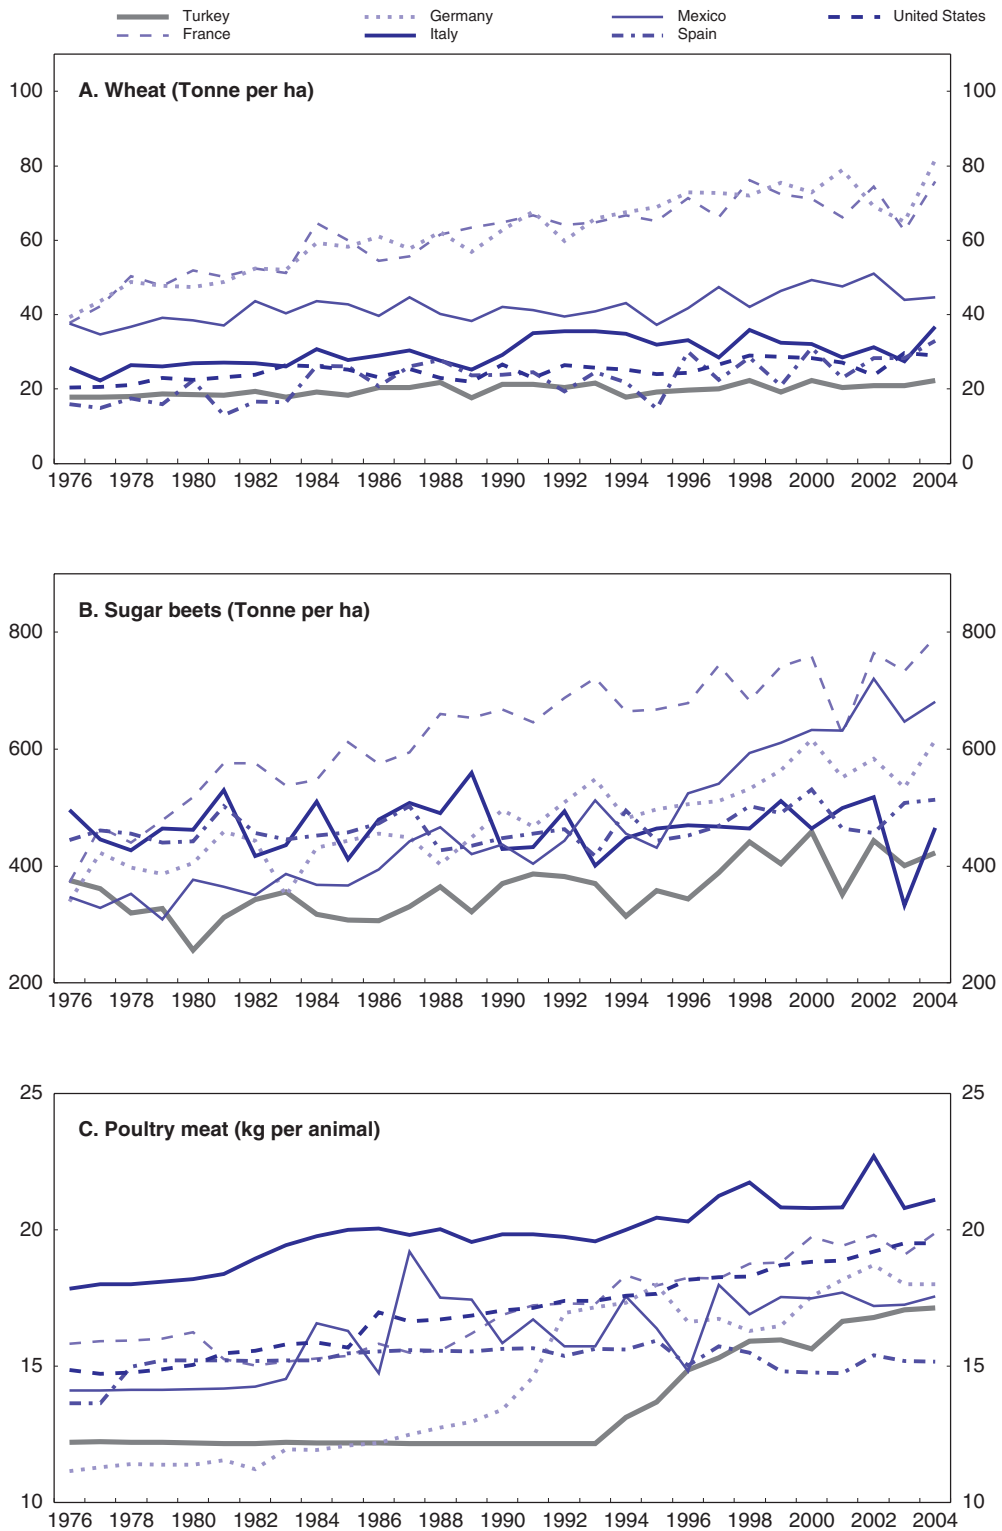 Turkey Germany Mexico United States
France Italy Spain
A. Wheat (Tonne per ha)
100 100
80 80
60 60
40 40
20 20
0 0
1976 1978 1980 1982 1984 1986 1988 1990 1992 1994 1996 1998 2000 2002 2004
B. Sugar beets (Tonne per ha)
800 800
600 600
400 400
200 200
1976 1978 1980 1982 1984 1986 1988 1990 1992 1994 1996 1998 2000 2002 2004
25 25
C. Poultry meat (kg per animal)
20 20
15 15
10 10
1976 1978 1980 1982 1984 1986 1988 1990 1992 1994 1996 1998 2000 2002 2004